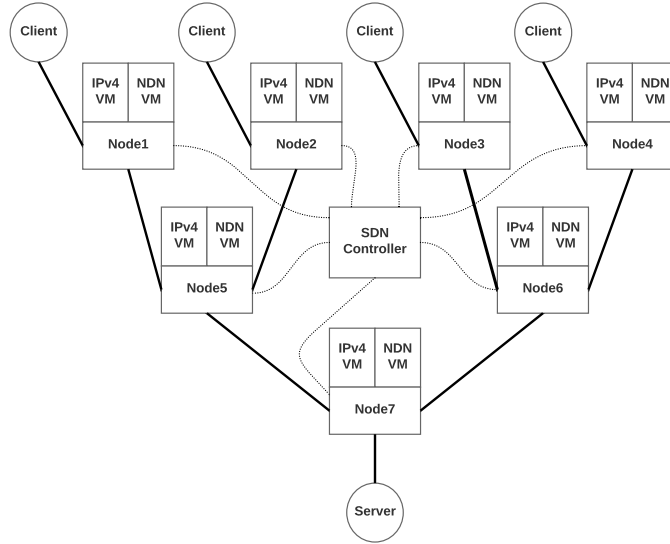 Client
Client
Client
Client
IPv4 VM
NDN VM
IPv4 VM
NDN VM
IPv4 VM
NDN VM
IPv4 VM
NDN VM
Node1
Node2
Node3
Node4
IPv4 VM
NDN VM
SDN Controller
IPv4 VM
NDN VM
Node5
Node6
IPv4 VM
NDN VM
Node7
Server